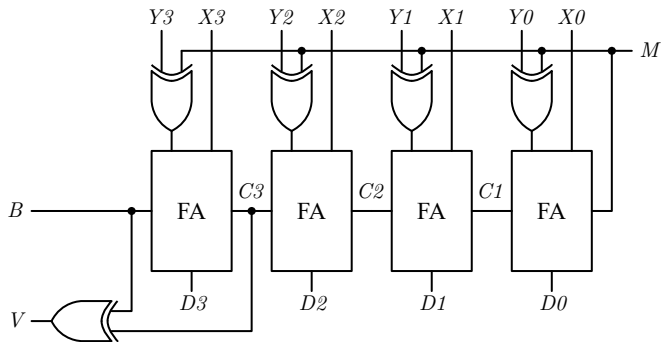 Y3 X3 Y2 X2 Y1 X1 Y0 X0
M
C3 C2 C1
B FA FA FA FA
D3 D2 D1 D0
V